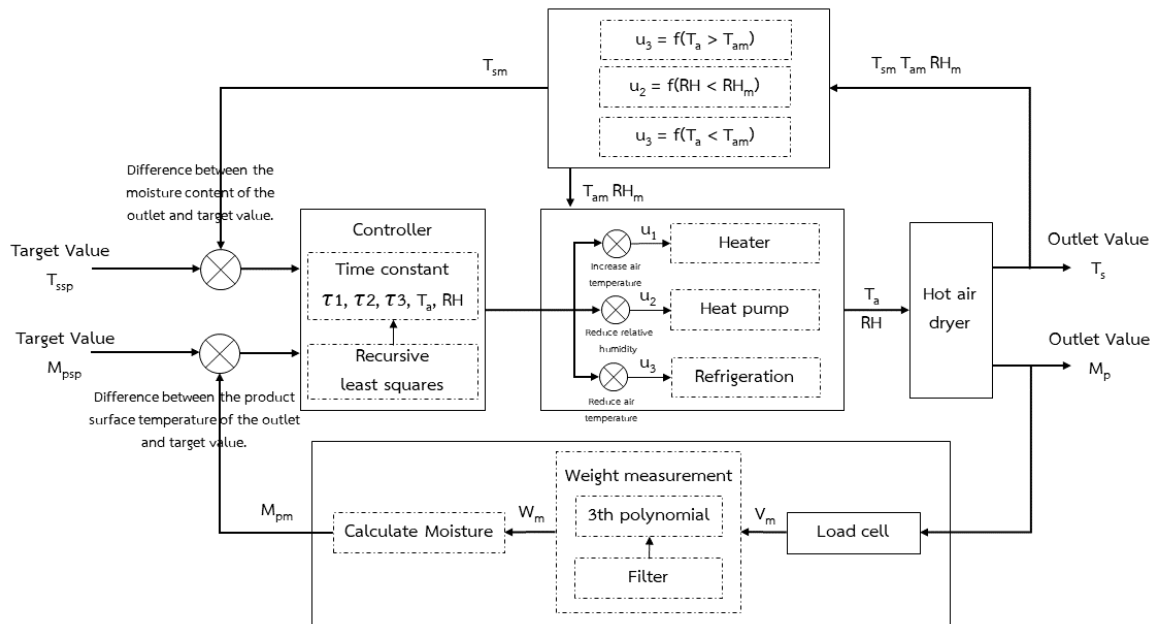 u₃ = f(Tₐ > Tₐₘ)
u₂ = f(RH < RHₘ)
u₃ = f(Tₐ < Tₐₘ)
Tₛₘ
Tₛₘ Tₐₘ RHₘ
Tₐₘ RHₘ
Difference between the
moisture content of the
outlet and target value.
Target Value
Tₛₛₚ
Target Value
Mₚₛₚ
Difference between the product
surface temperature of the outlet
and target value.
Controller
Time constant
τ1, τ2, τ3, Tₐ, RH
Recursive
least squares
u₁
Heater
Increase air
temperature
u₂
Heat pump
Reduce relative
humidity
u₃
Refrigeration
Reduce air
temperature
Tₐ
RH
Hot air
dryer
Outlet Value
Tₛ
Outlet Value
Mₚ
Mₚₘ
Calculate Moisture
Wₘ
Weight measurement
3th polynomial
Filter
Vₘ
Load cell